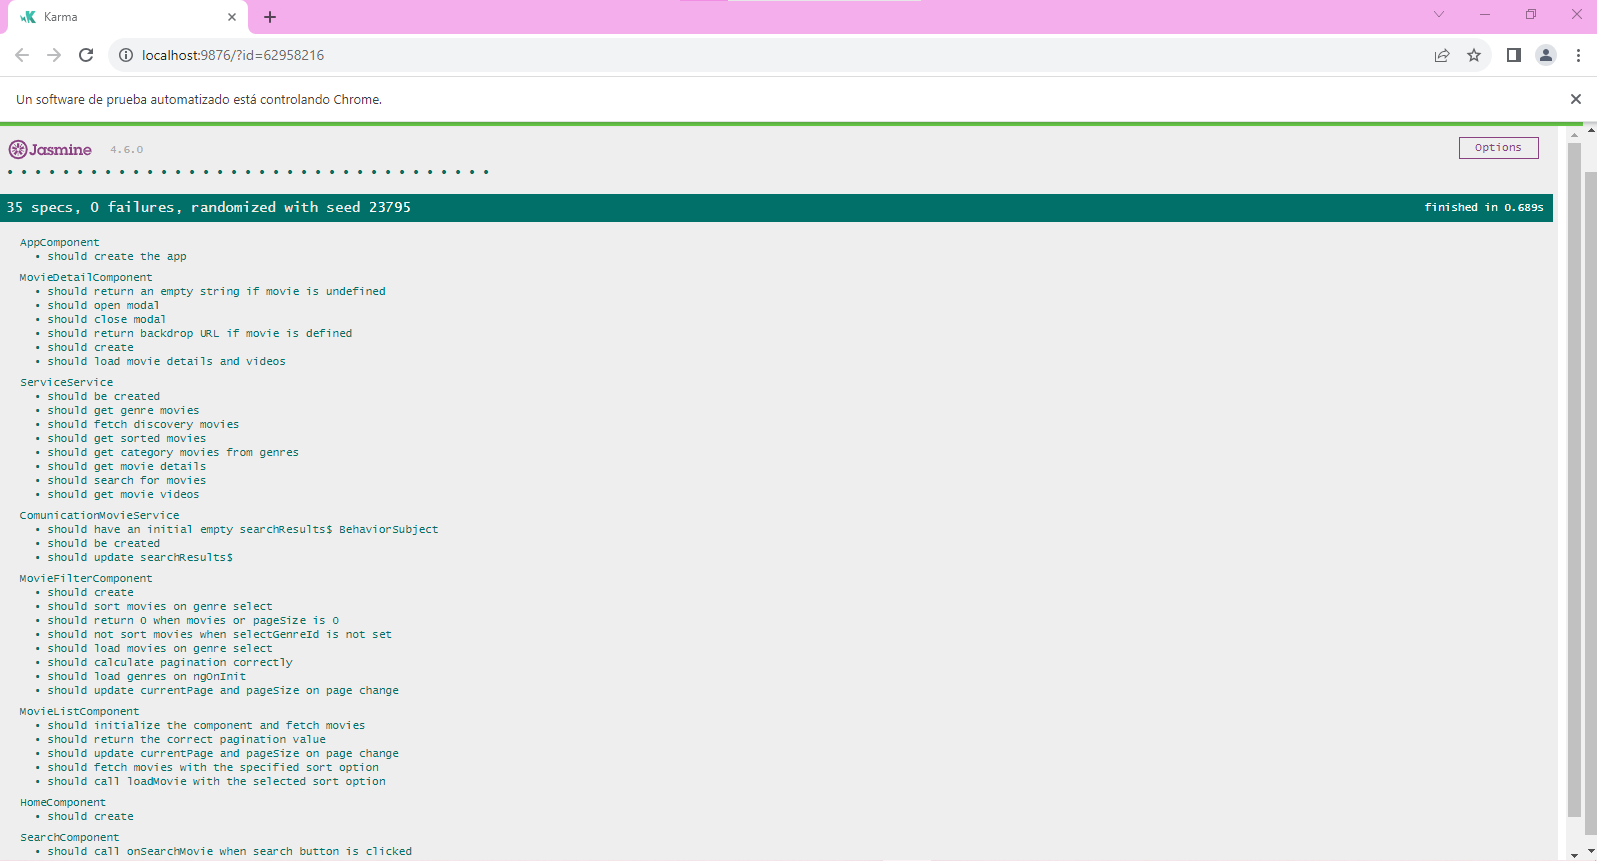 Karma
localhost:9876/?id=62958216
Un software de prueba automatizado está controlando Chrome.
Jasmine 4.6.0
Options
35 specs, 0 failures, randomized with seed 23795
finished in 0.689s
AppComponent
• should create the app
MovieDetailComponent
• should return an empty string if movie is undefined
• should open modal
• should close modal
• should return backdrop URL if movie is defined
• should create
• should load movie details and videos
ServiceService
• should be created
• should get genre movies
• should fetch discovery movies
• should get sorted movies
• should get category movies from genres
• should get movie details
• should search for movies
• should get movie videos
ComunicationMovieService
• should have an initial empty searchResults$ BehaviorSubject
• should be created
• should update searchResults$
MovieFilterComponent
• should create
• should sort movies on genre select
• should return 0 when movies or pageSize is 0
• should not sort movies when selectGenreId is not set
• should load movies on genre select
• should calculate pagination correctly
• should load genres on ngOnInit
• should update currentPage and pageSize on page change
MovieListComponent
• should initialize the component and fetch movies
• should return the correct pagination value
• should update currentPage and pageSize on page change
• should fetch movies with the specified sort option
• should call loadMovie with the selected sort option
HomeComponent
• should create
SearchComponent
• should call onSearchMovie when search button is clicked